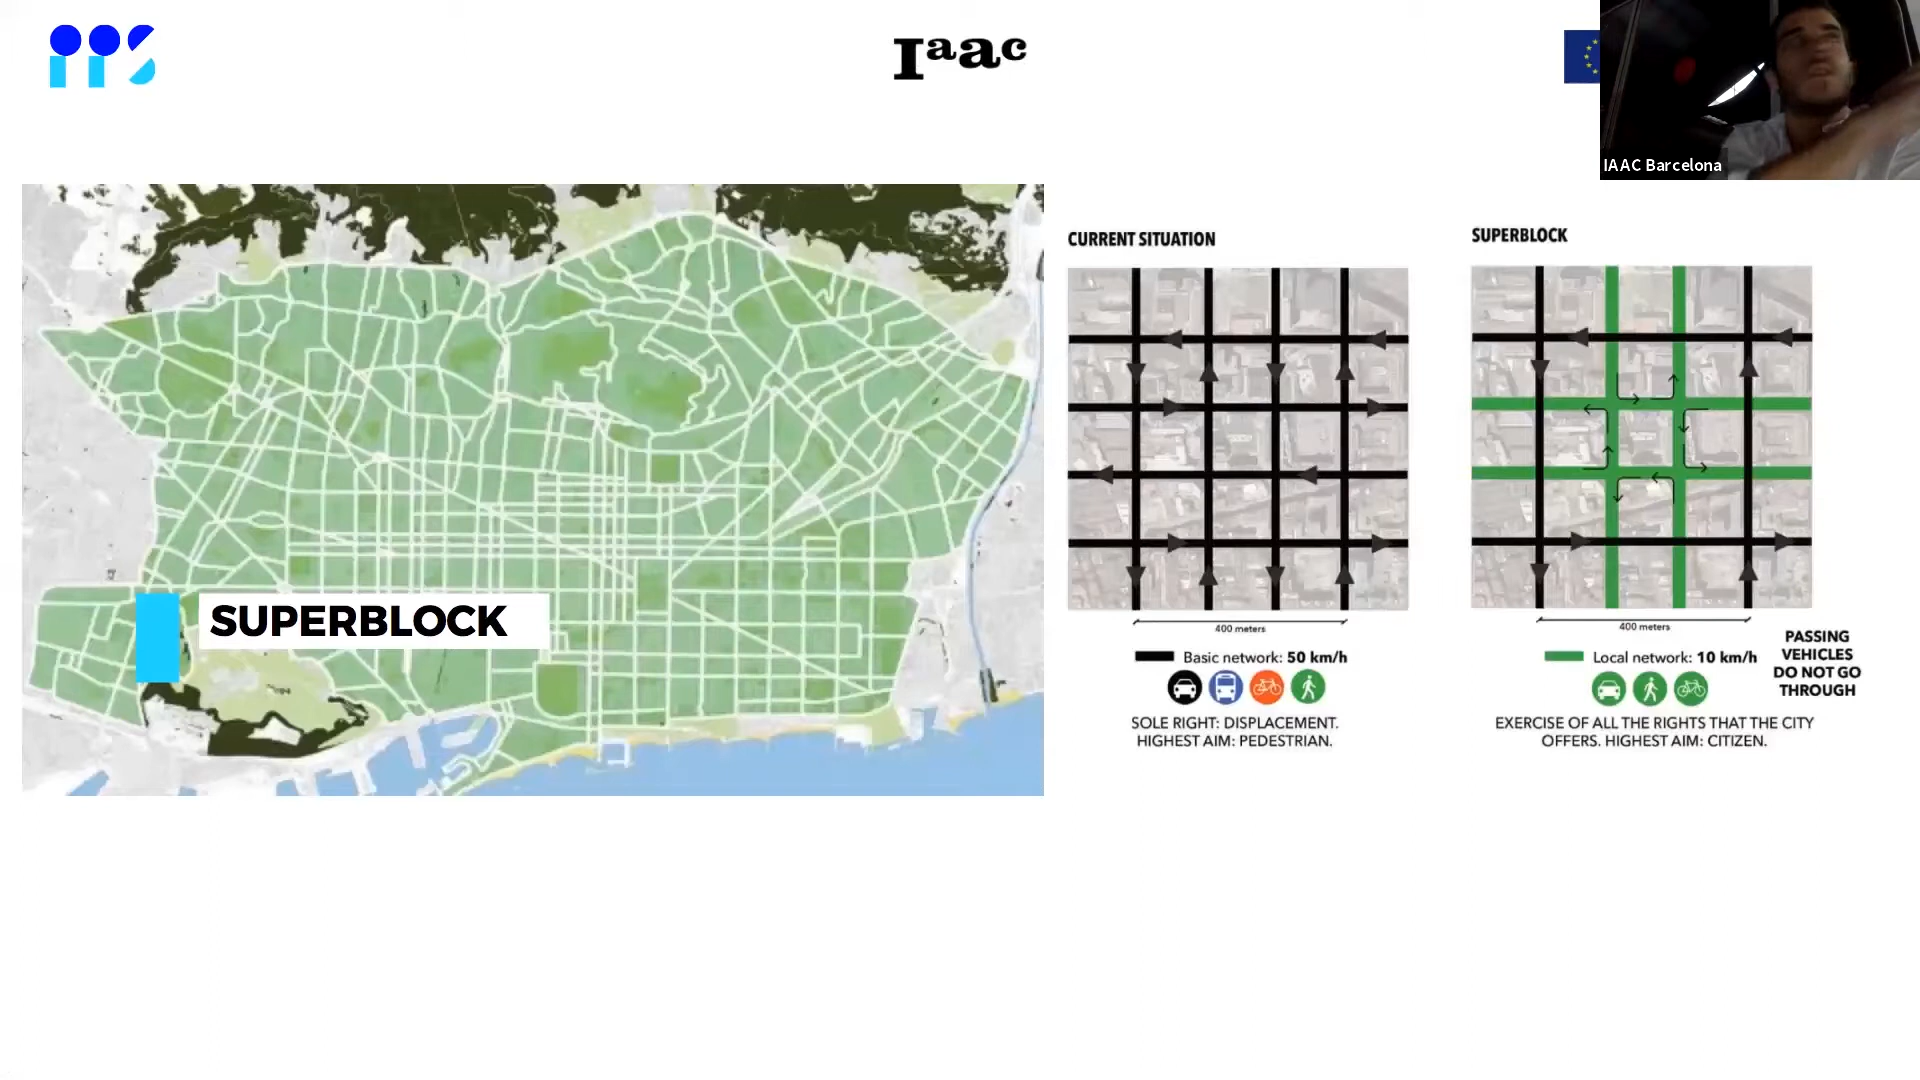 Iaac
IAAC Barcelona
CURRENT SITUATION
SUPERBLOCK
SUPERBLOCK
400 meters
400 meters
Basic network: 50 km/h
SOLE RIGHT: DISPLACEMENT.
HIGHEST AIM: PEDESTRIAN.
Local network: 10 km/h
EXERCISE OF ALL THE RIGHTS THAT THE CITY
OFFERS. HIGHEST AIM: CITIZEN.
PASSING
VEHICLES
DO NOT GO
THROUGH